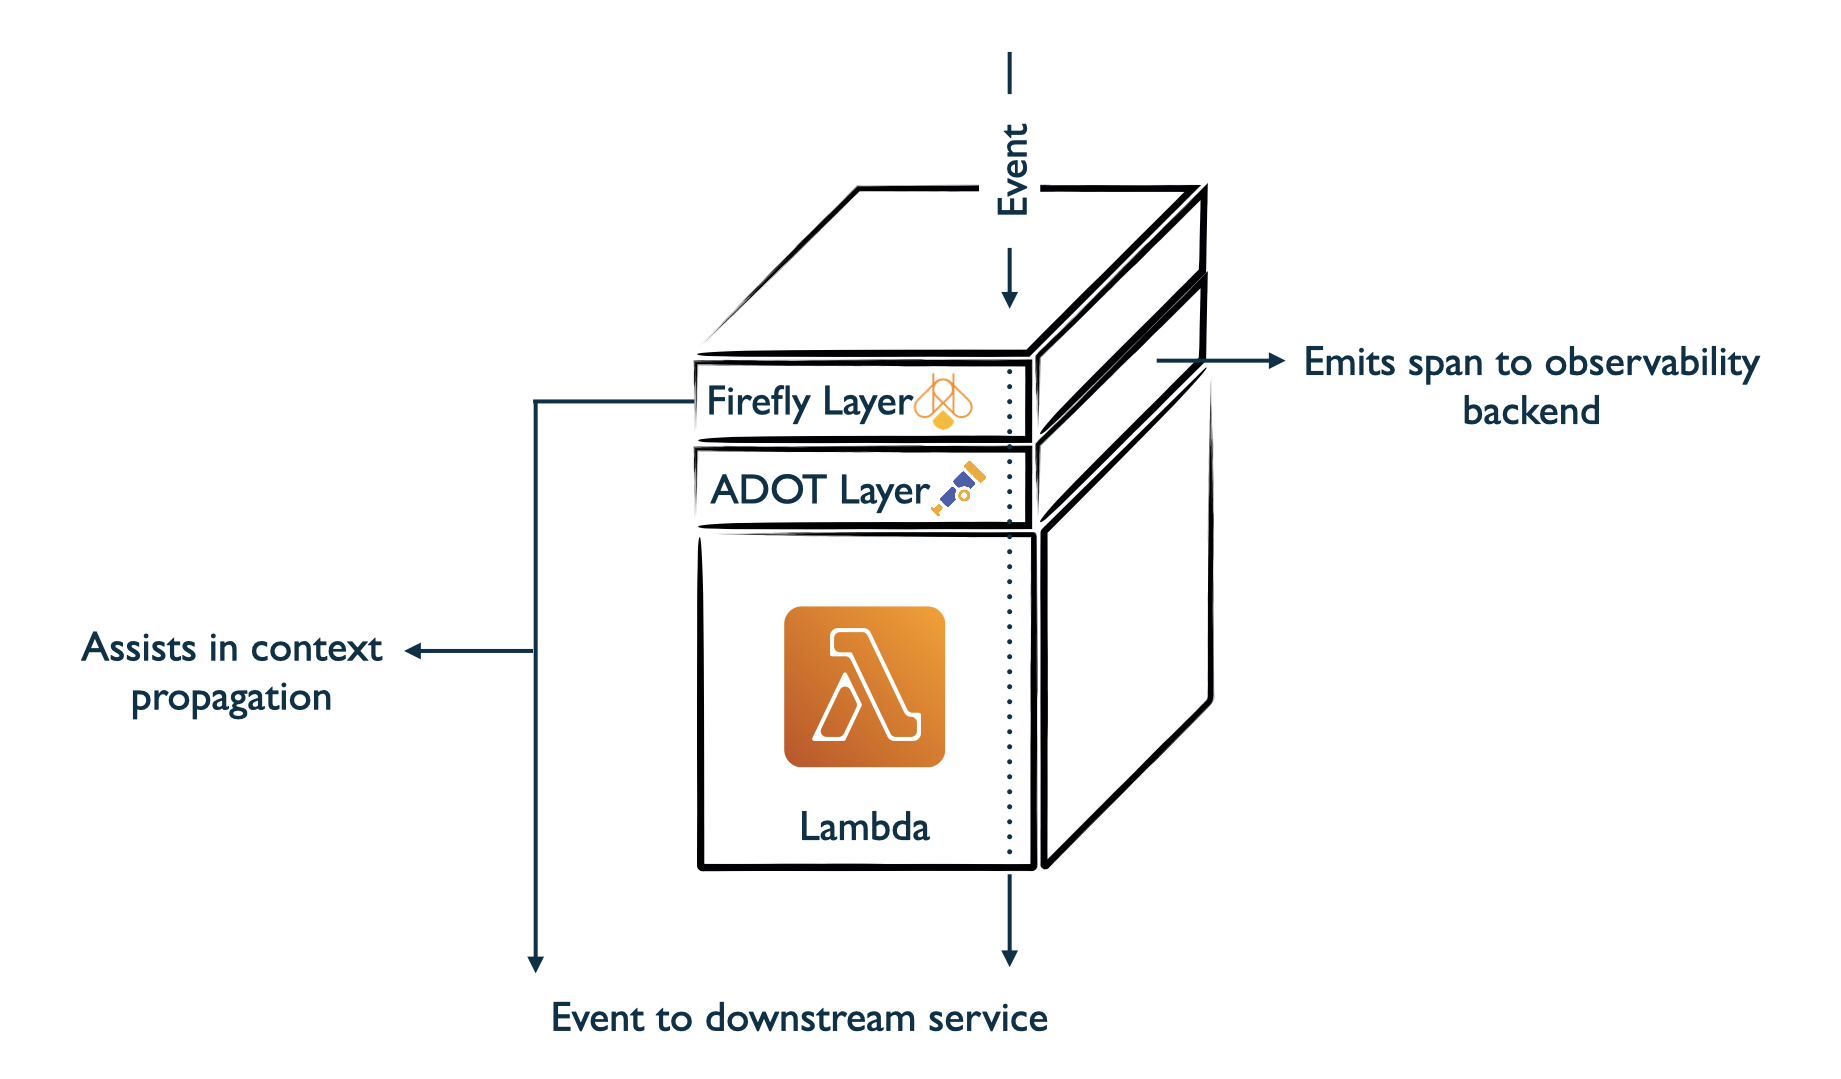 Event
Firefly Layer
Emits span to observability
backend
ADOT Layer
Assists in context
propagation
Lambda
Event to downstream service